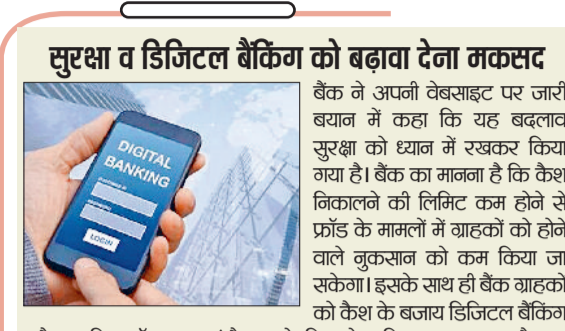 सुरक्षा व डिजिटल बैंकिंग को बढ़ावा देना मकसद
DIGITAL
BANKING
LOGIN
बैंक ने अपनी वेबसाइट पर जारी
बयान में कहा कि यह बदलाव
सुरक्षा को ध्यान में रखकर किया
गया है। बैंक का मानना है कि कैश
निकालने की लिमिट कम होने से
फ्रॉड के मामलों में ग्राहकों को होने
वाले नुकसान को कम किया जा
सकेगा। इसके साथ ही बैंक ग्राहकों
को कैश के बजाय डिजिटल बैंकिंग